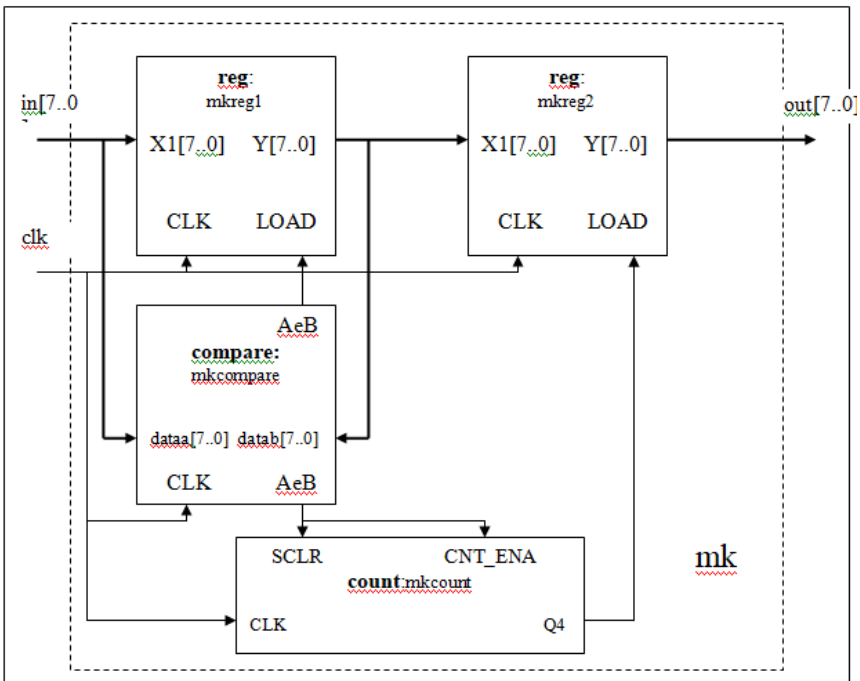 reg:
mkreg1
reg:
mkreg2
in[7..0
out[7..0]
X1[7..0] Y[7..0]
X1[7..0] Y[7..0]
CLK LOAD
CLK LOAD
clk
AeB
compare:
mkcompare
dataa[7..0] datab[7..0]
CLK AeB
SCLR CNT_ENA
count:mkcount
CLK Q4
mk